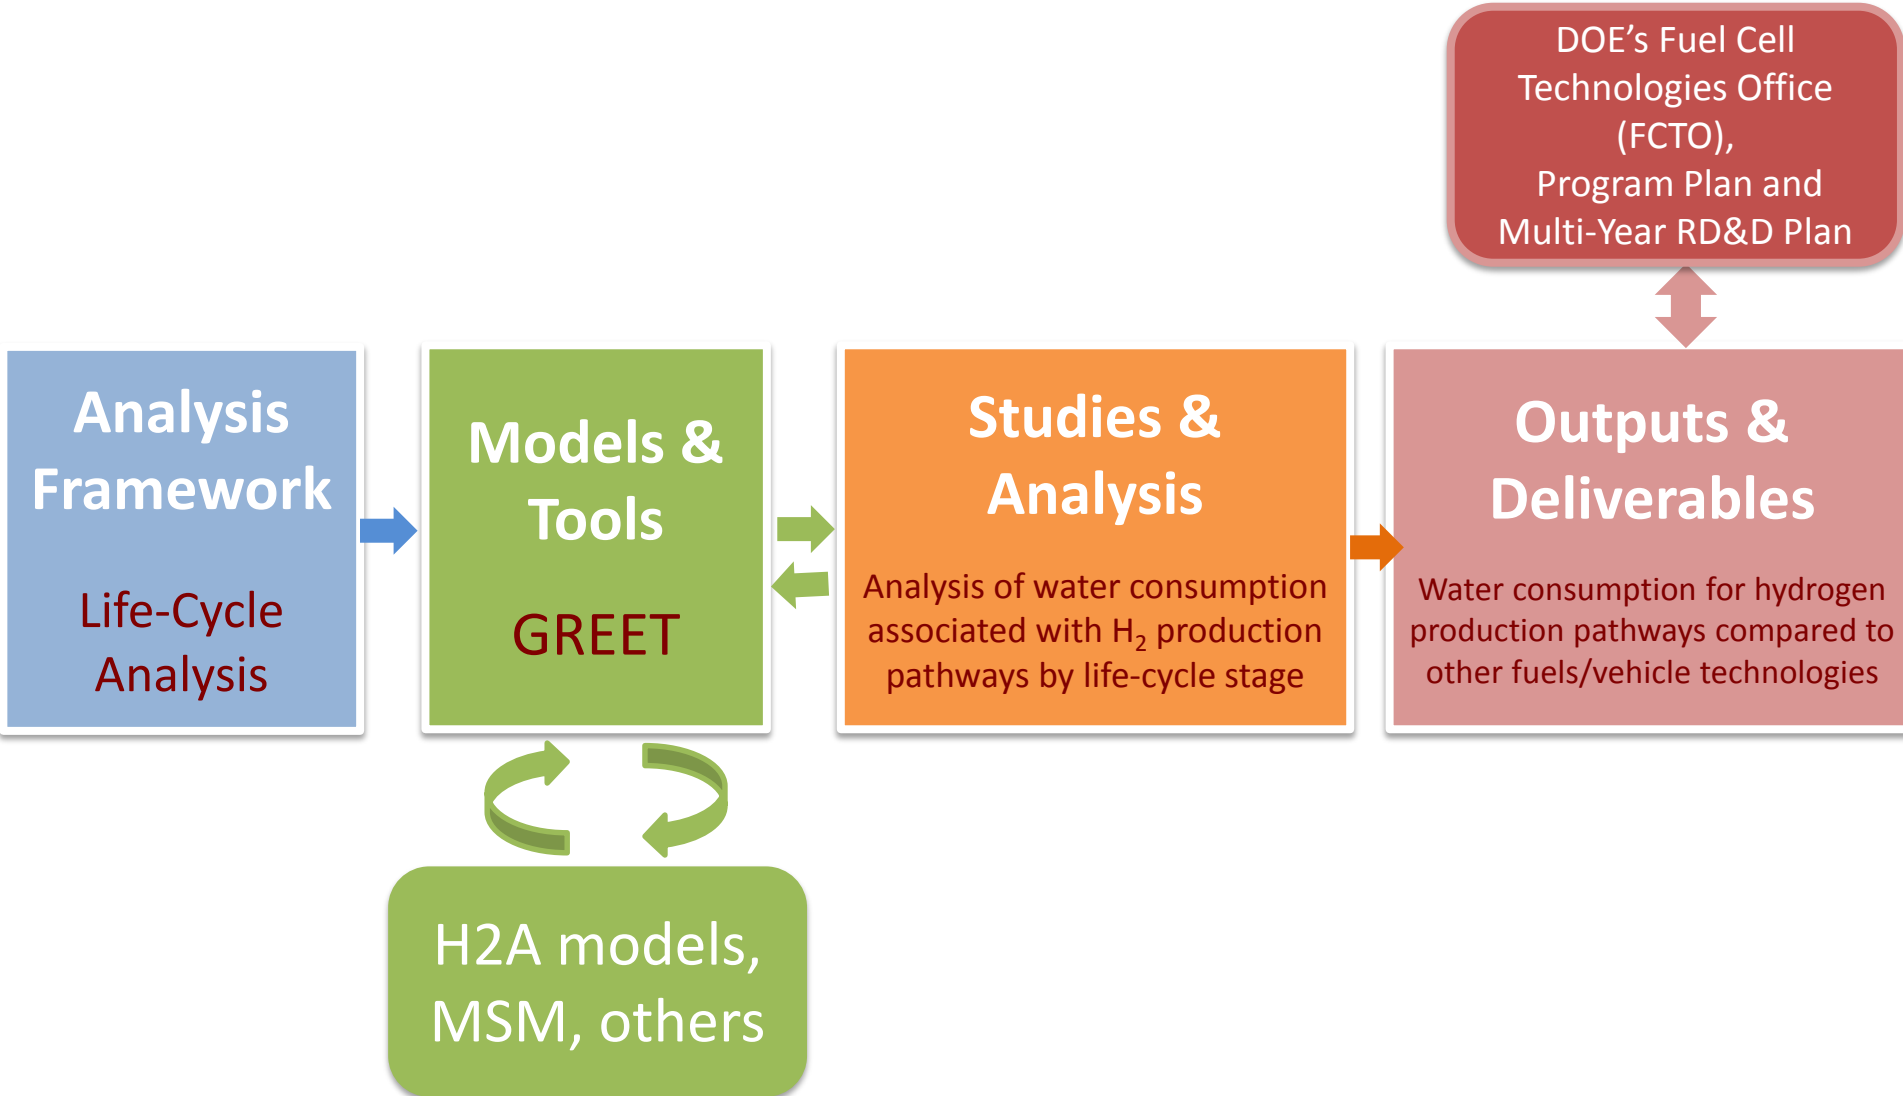 DOE’s Fuel Cell
Technologies Office
(FCTO),
Program Plan and
Multi-Year RD&D Plan
Analysis
Framework
Life-Cycle
Analysis
Models &
Tools
GREET
Studies &
Analysis
Analysis of water consumption
associated with H₂ production
pathways by life-cycle stage
Outputs &
Deliverables
Water consumption for hydrogen
production pathways compared to
other fuels/vehicle technologies
H2A models,
MSM, others